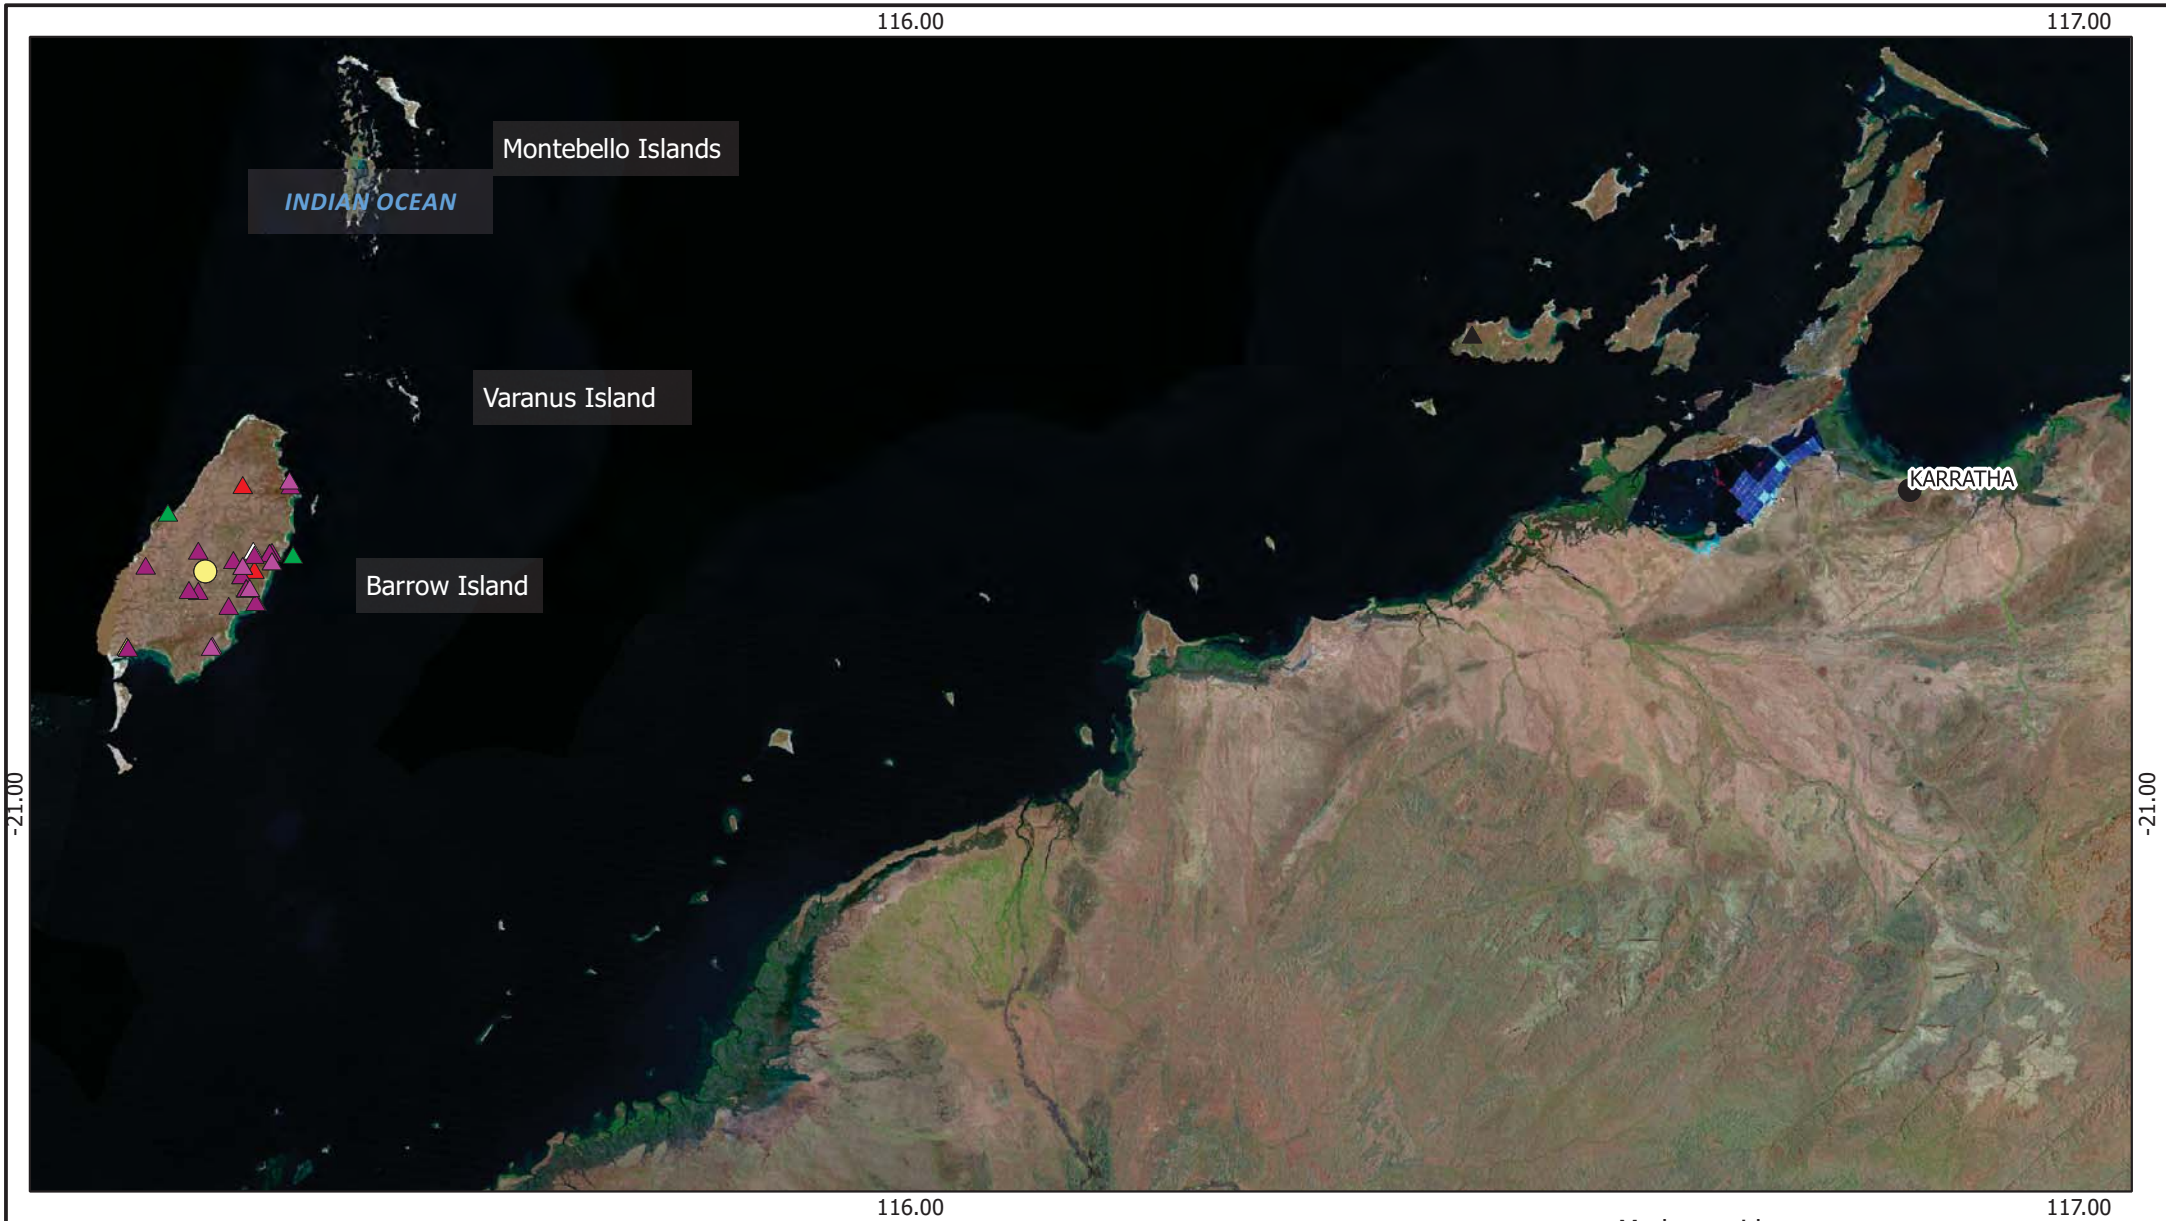 116.00
117.00
Montebello Islands
INDIAN OCEAN
Varanus Island
KARRATHA
Barrow Island
-21.00
-21.00
116.00
117.00